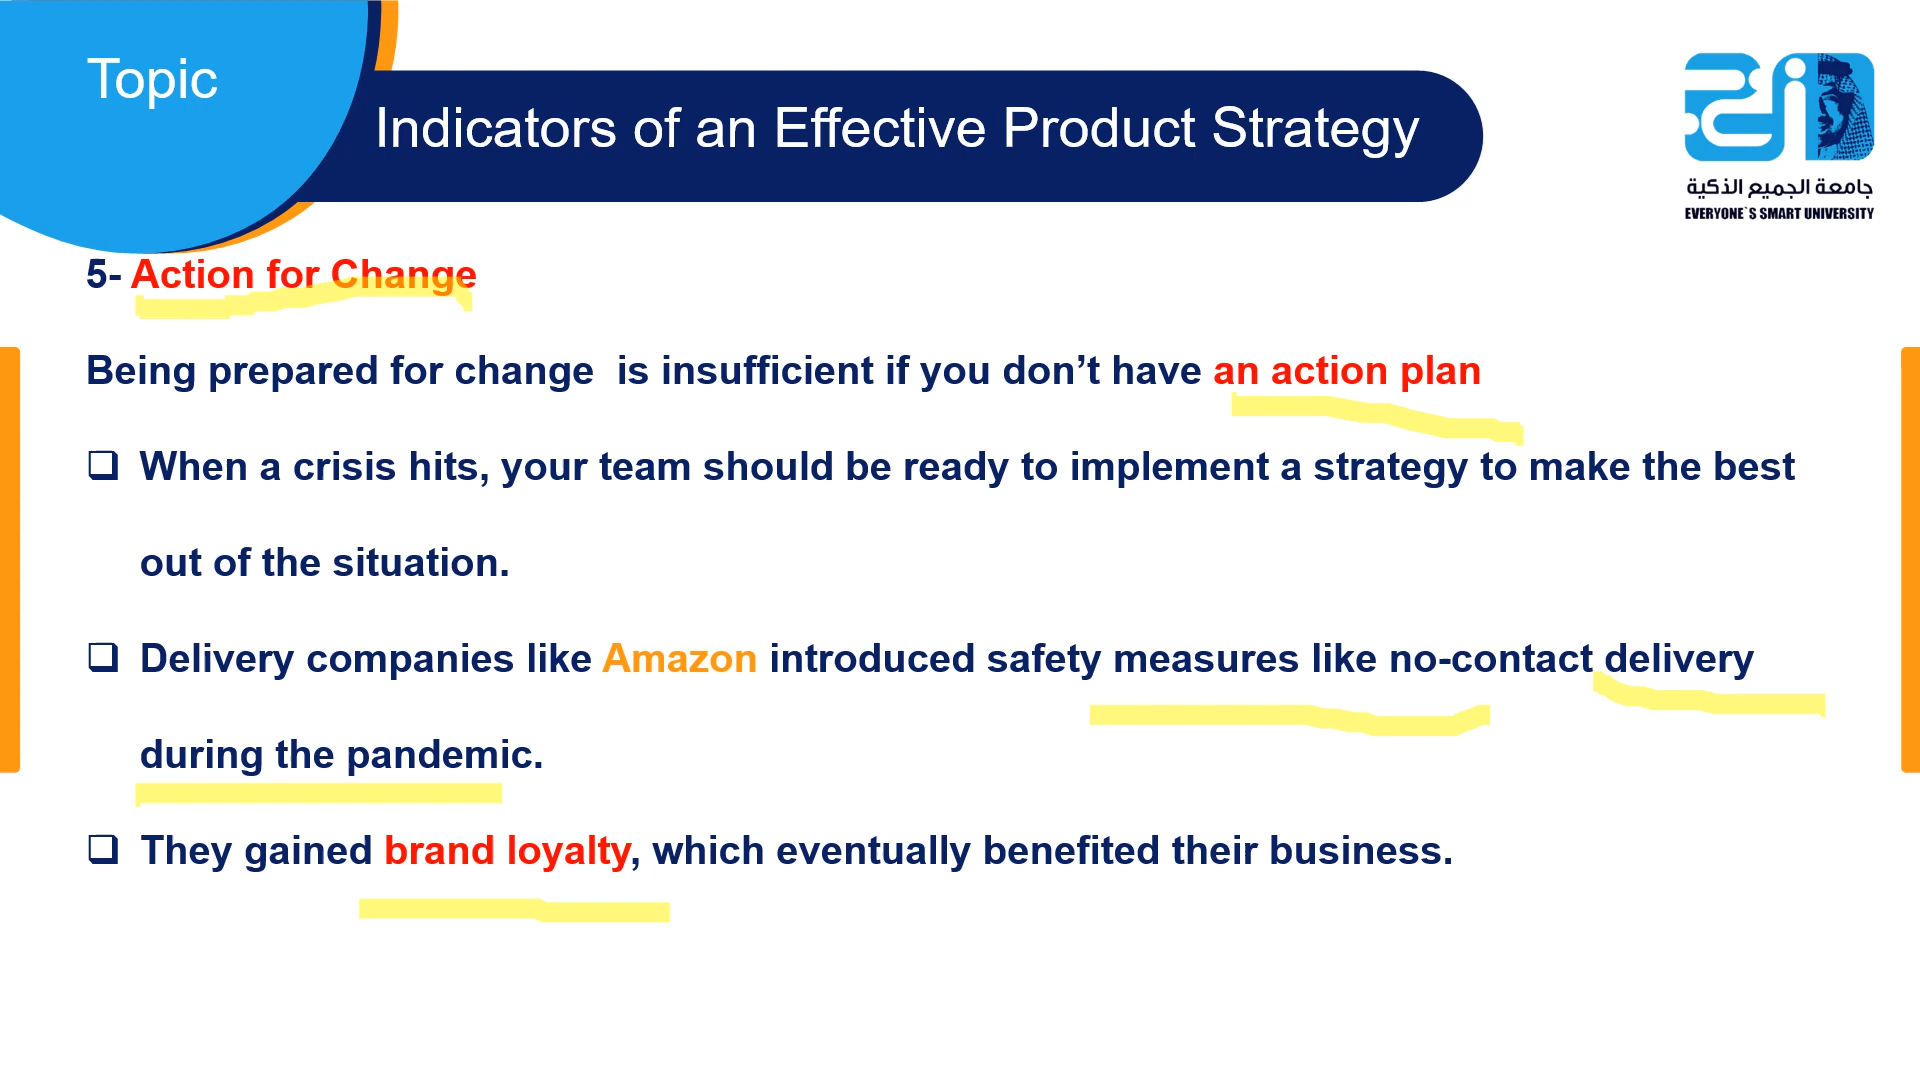 Topic
Indicators of an Effective Product Strategy
جامعة الجميع الذكية
EVERYONE`S SMART UNIVERSITY
5- Action for Change
Being prepared for change  is insufficient if you don’t have an action plan
❑ When a crisis hits, your team should be ready to implement a strategy to make the best
out of the situation.
❑ Delivery companies like Amazon introduced safety measures like no-contact delivery
during the pandemic.
❑ They gained brand loyalty, which eventually benefited their business.